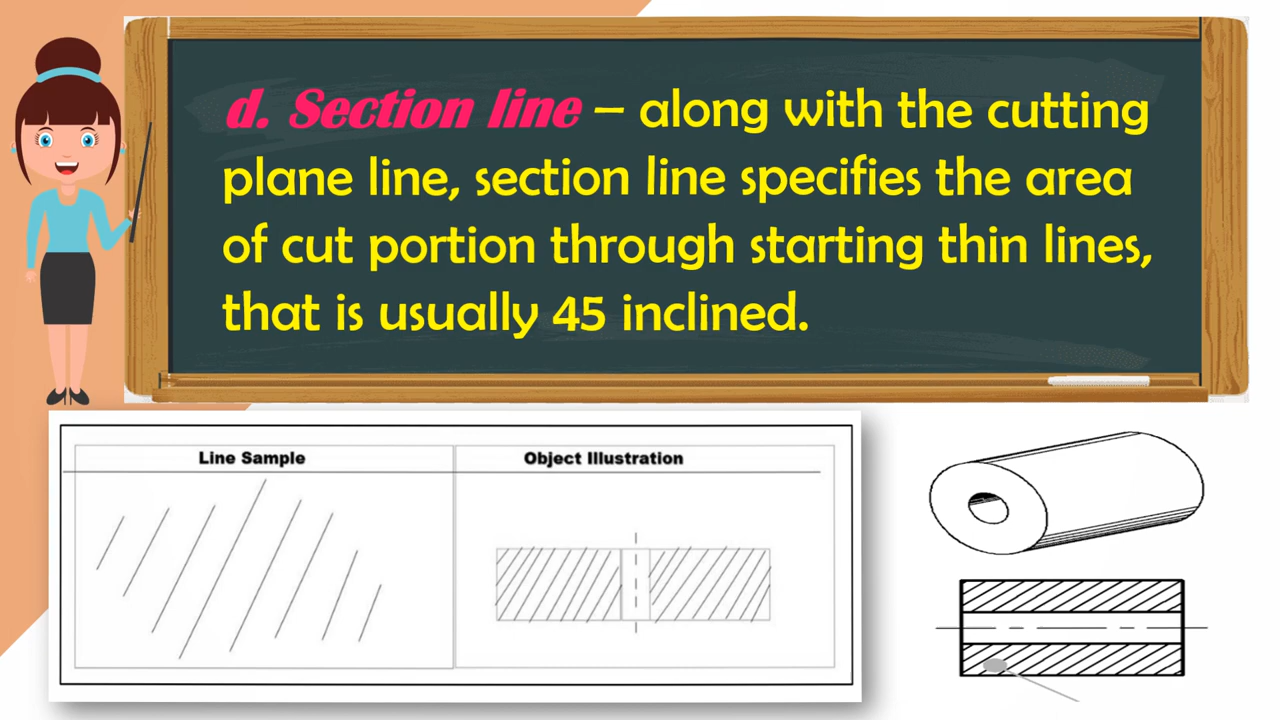 d. Section line – along with the cutting
plane line, section line specifies the area
of cut portion through starting thin lines,
that is usually 45 inclined.
Line Sample
Object Illustration